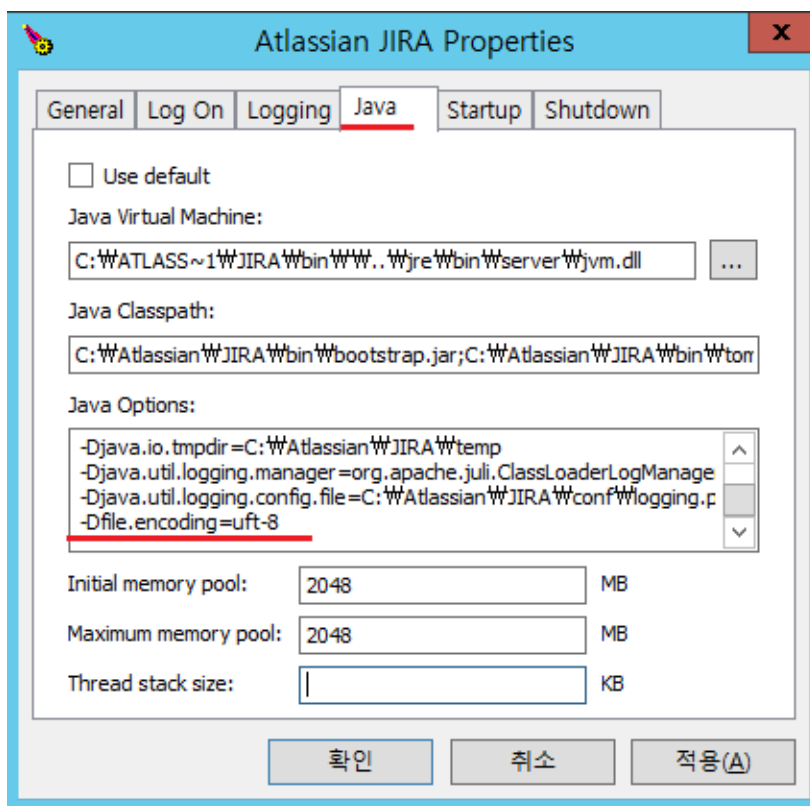 Atlassian JIRA Properties
x
General Log On Logging Java Startup Shutdown
Use default
Java Virtual Machine:
C:₩ATLASS~1₩JIRA₩bin₩₩..₩jre₩bin₩server₩jvm.dll ...
Java Classpath:
C:₩Atlassian₩JIRA₩bin₩bootstrap.jar;C:₩Atlassian₩JIRA₩bin₩tom
Java Options:
-Djava.io.tmpdir=C:₩Atlassian₩JIRA₩temp
-Djava.util.logging.manager=org.apache.juli.ClassLoaderLogManage
-Djava.util.logging.config.file=C:₩Atlassian₩JIRA₩conf₩logging.p
-Dfile.encoding=uft-8
Initial memory pool: 2048 MB
Maximum memory pool: 2048 MB
Thread stack size: KB
확인 취소 적용(A)